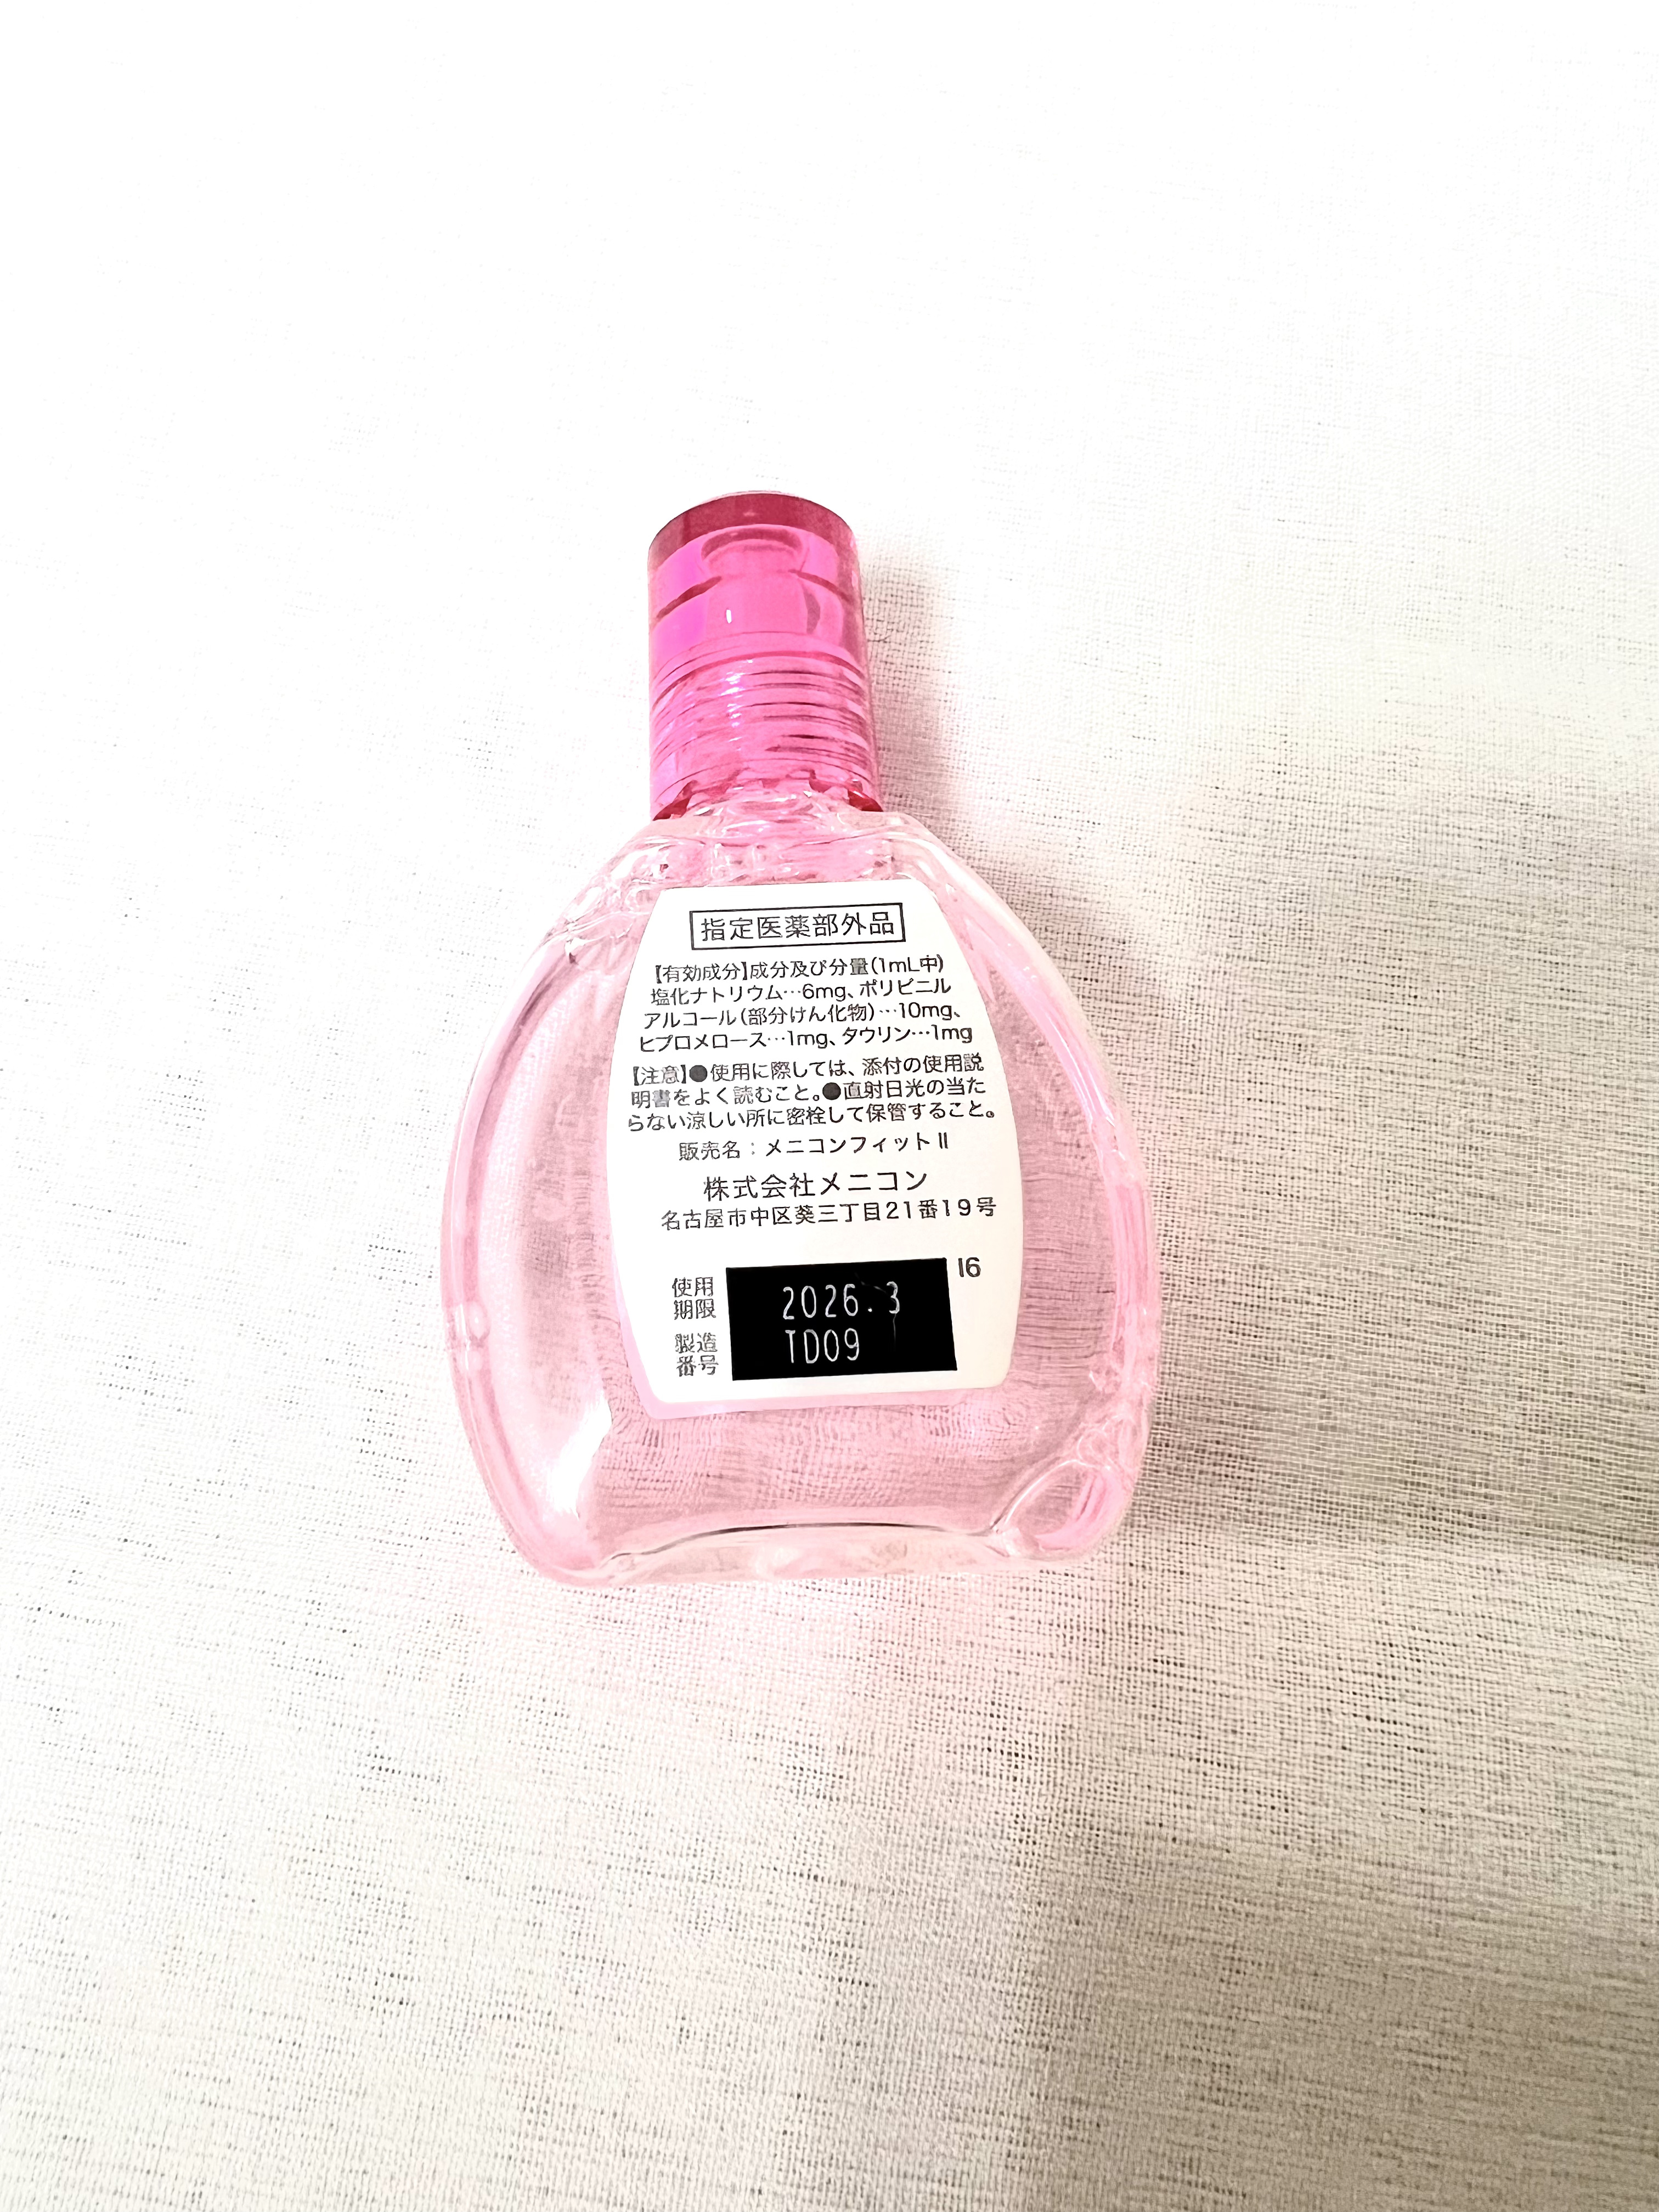 指定医薬部外品
【有効成分】成分及び分量(1mL中)
塩化ナトリウム…6mg、ポリビニル
アルコール(部分けん化物)…10mg、
ヒプロメロース…1mg、タウリン…1mg
【注意】●使用に際しては、添付の使用説
明書をよく読むこと。●直射日光の当た
らない涼しい所に密栓して保管すること。
販売名:メニコンフィットⅡ
株式会社メニコン
名古屋市中区葵三丁目21番19号
I6
使用
期限
2026.3
製造
番号
TD09